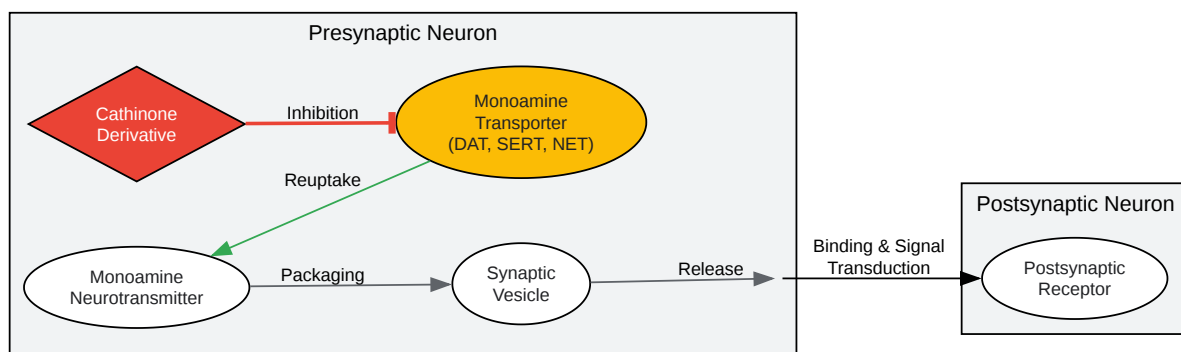 Presynaptic Neuron
Cathinone
Derivative
Inhibition
Monoamine
Transporter
(DAT, SERT, NET)
Reuptake
Monoamine
Neurotransmitter
Packaging
Synaptic
Vesicle
Release
Binding & Signal
Transduction
Postsynaptic Neuron
Postsynaptic
Receptor